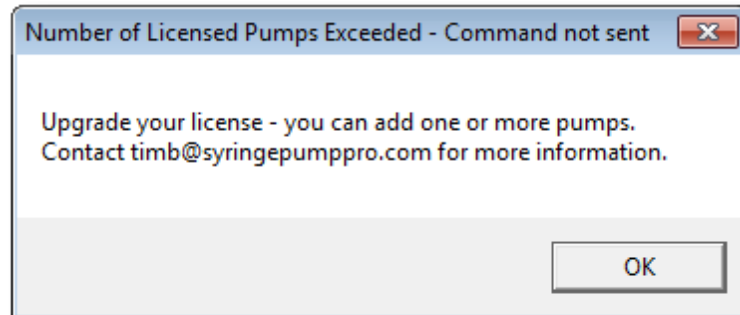 Number of Licensed Pumps Exceeded - Command not sent
Upgrade your license - you can add one or more pumps.
Contact timb@syringepumppro.com for more information.
OK